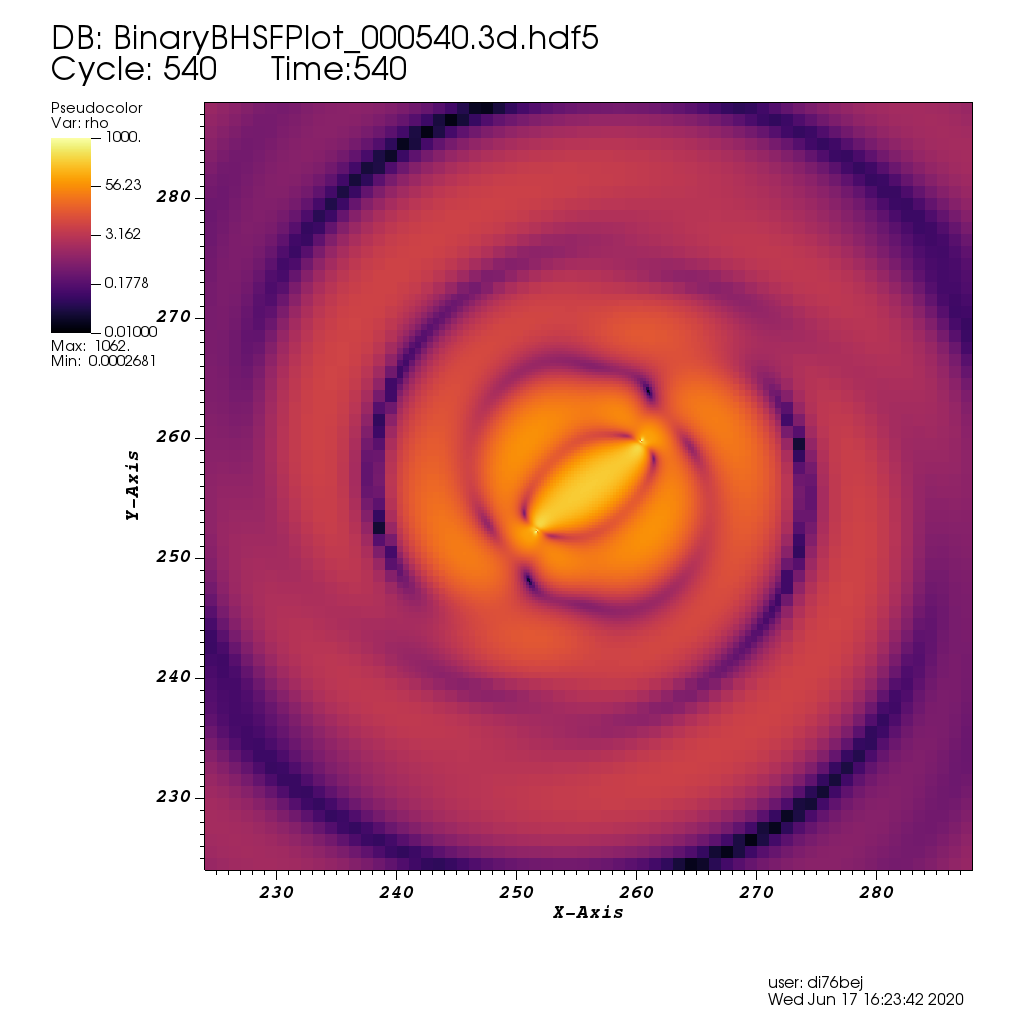 DB: BinaryBHSFPlot_000540.3d.hdf5
Cycle: 540 Time:540
Pseudocolor
Var: rho
1000.
56.23
3.162
0.1778
0.01000
Max: 1062.
Min: 0.0002681
280
270
260
250
240
230
Y-Axis
230 240 250 260 270 280
X-Axis
user: di76bej
Wed Jun 17 16:23:42 2020